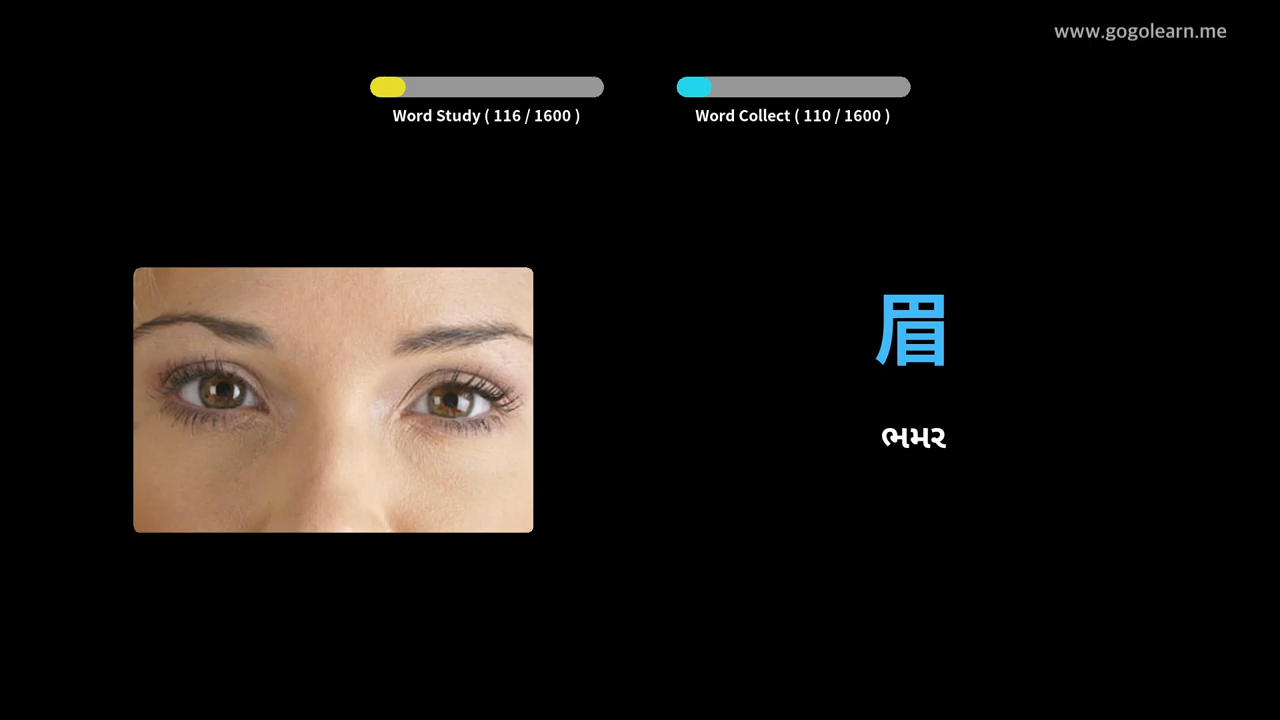 www.gogolearn.me
Word Study ( 116 / 1600 )
Word Collect ( 110 / 1600 )
眉
ભમર